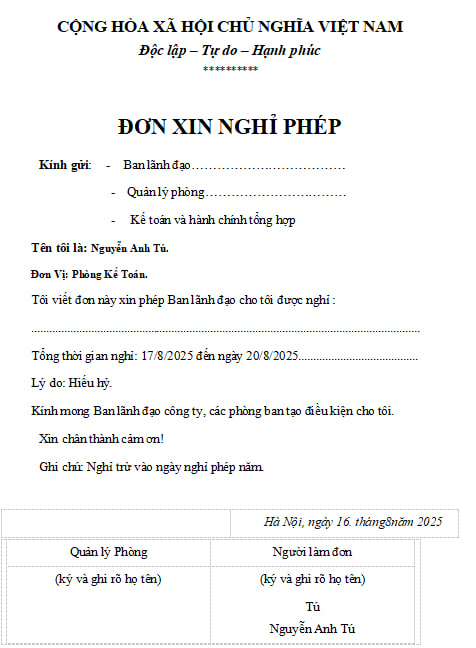 CỘNG HÒA XÃ HỘI CHỦ NGHĨA VIỆT NAM
Độc lập – Tự do – Hạnh phúc
**********
ĐƠN XIN NGHỈ PHÉP
Kính gửi: - Ban lãnh đạo………………………………
- Quản lý phòng……………………………
- Kế toán và hành chính tổng hợp
Tên tôi là: Nguyễn Anh Tú.
Đơn Vị: Phòng Kế Toán.
Tôi viết đơn này xin phép Ban lãnh đạo cho tôi được nghỉ :
..................................................................................................................................
Tổng thời gian nghỉ: 17/8/2025 đến ngày 20/8/2025........................................
Lý do: Hiếu hỷ.
Kính mong Ban lãnh đạo công ty, các phòng ban tạo điều kiện cho tôi.
Xin chân thành cảm ơn!
Ghi chú: Nghỉ trừ vào ngày nghỉ phép năm.
Hà Nội, ngày 16. tháng8năm 2025
Quản lý Phòng Người làm đơn
(ký và ghi rõ họ tên) (ký và ghi rõ họ tên)
Tú
Nguyễn Anh Tú